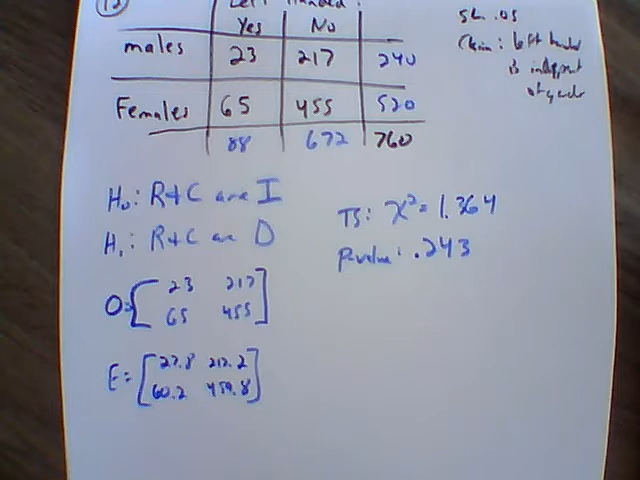 13
Left Handed?
Yes No
males 23 217 240
Females 65 455 520
88 672 760
SL .05
Claim: left handed
is indepent
of gender
H₀: R+C are I
H₁: R+C are D
TS: χ² = 1.364
P-value: .243
O=[23 217
65 455]
E=[27.8 212.2
60.2 459.8]